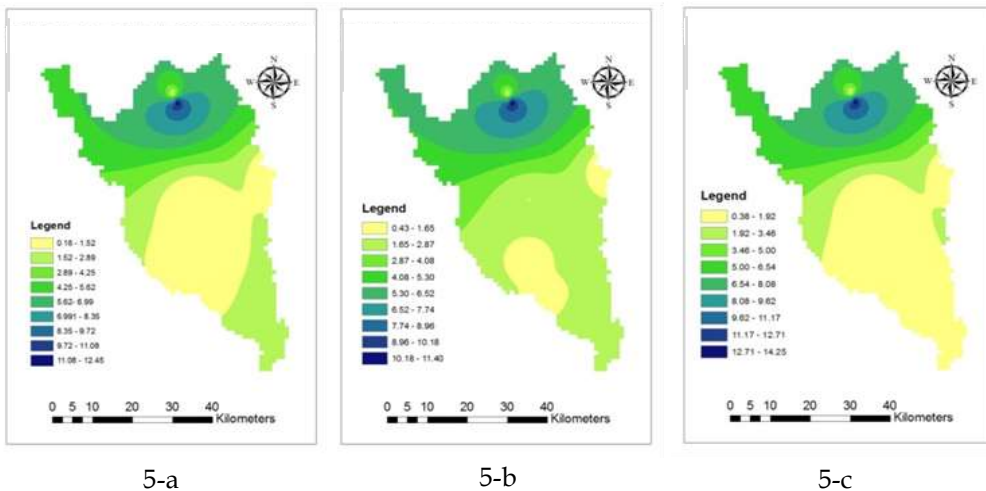 N
W E
S
Legend
0.16 - 1.52
1.52 - 2.89
2.89 - 4.25
4.25 - 5.62
5.62- 6.99
6.991 - 8.35
8.35 - 9.72
9.72 - 11.08
11.08 - 12.45
0 5 10 20 30 40
Kilometers
5-a
N
W E
S
Legend
0.43 - 1.65
1.65 - 2.87
2.87 - 4.08
4.08 - 5.30
5.30 - 6.52
6.52 - 7.74
7.74 - 8.96
8.96 - 10.18
10.18 - 11.40
0 5 10 20 30 40
Kilometers
5-b
N
W E
S
Legend
0.38 - 1.92
1.92 - 3.46
3.46 - 5.00
5.00 - 6.54
6.54 - 8.08
8.08 - 9.62
9.62 - 11.17
11.17 - 12.71
12.71 - 14.25
0 5 10 20 30 40
Kilometers
5-c